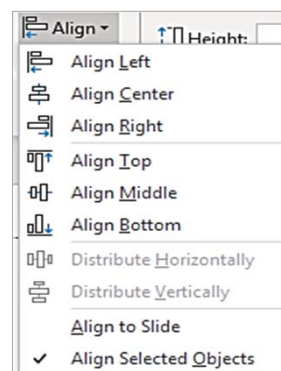 Align
Height:
Align Left
Align Center
Align Right
Align Top
Align Middle
Align Bottom
Distribute Horizontally
Distribute Vertically
Align to Slide
Align Selected Objects